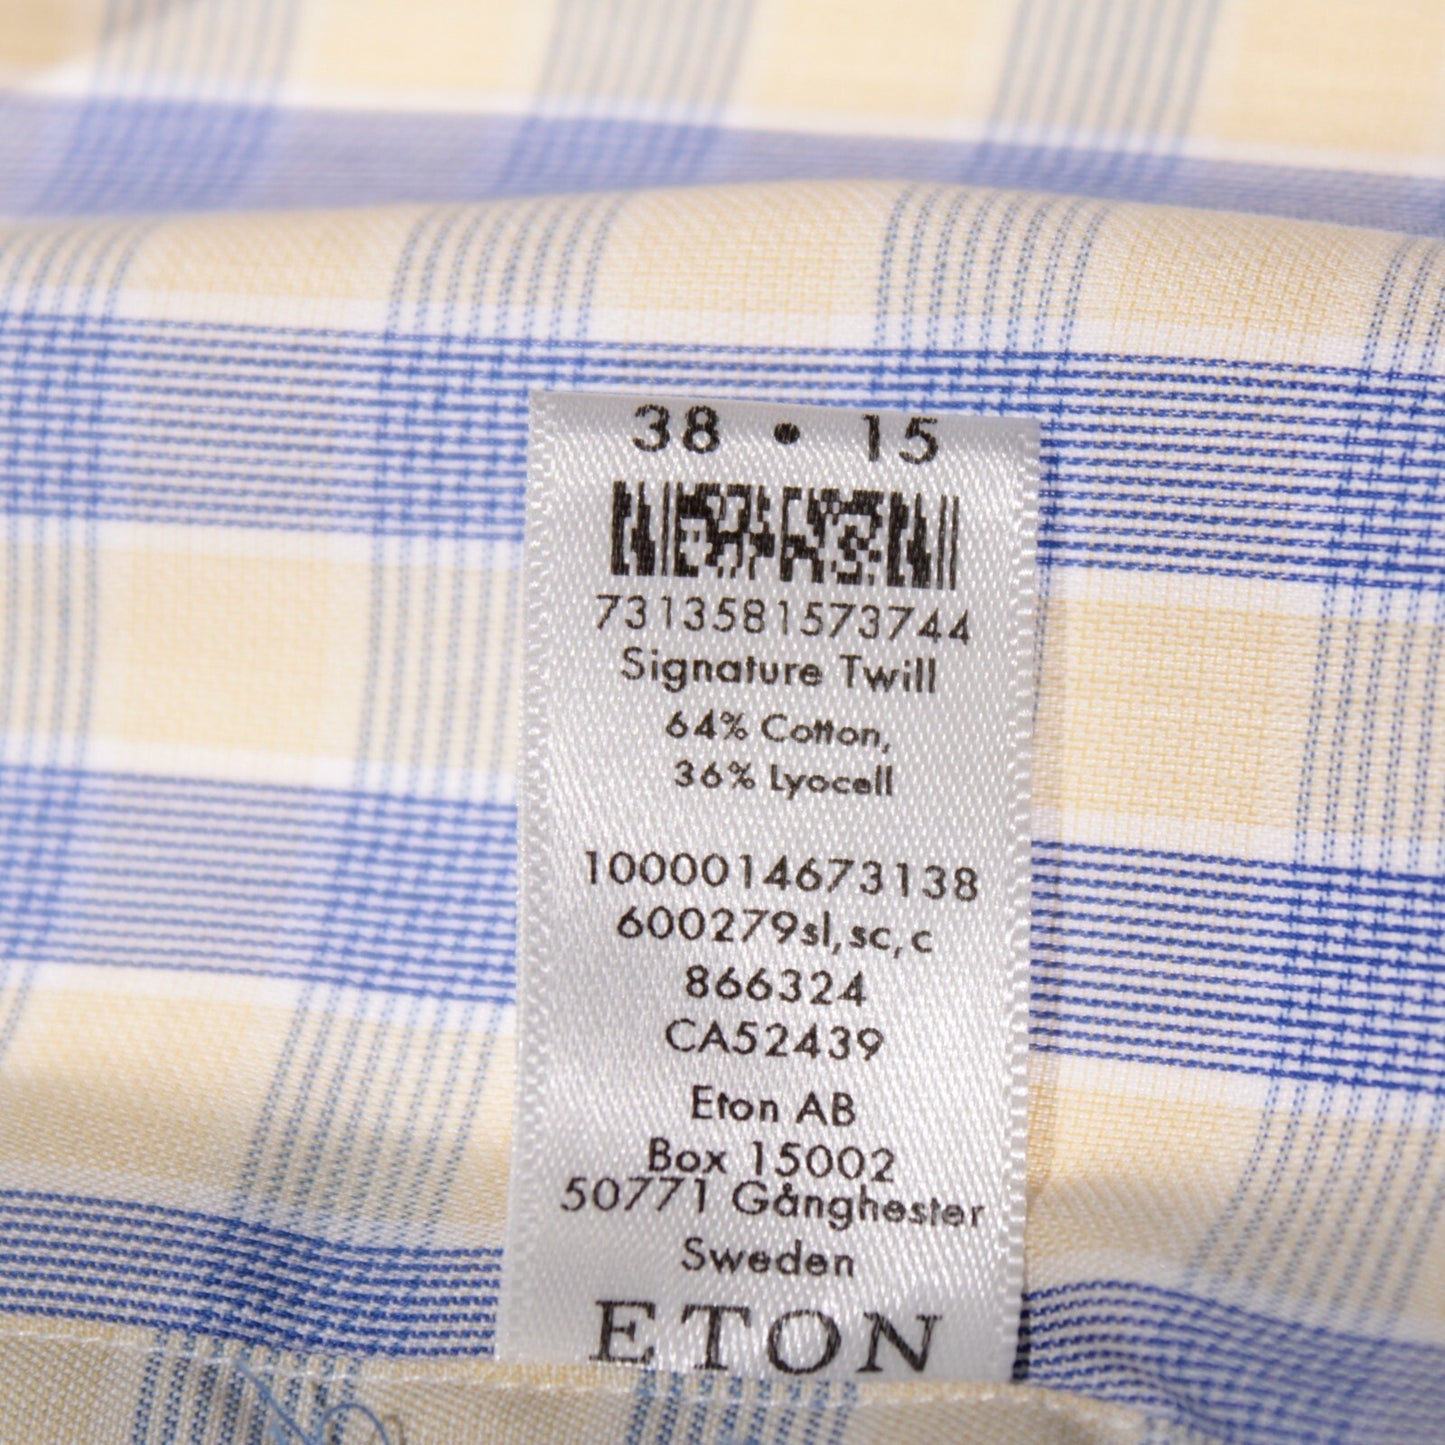 38 • 15
7313581573744
Signature Twill
64% Cotton,
36% Lyocell
1000014673138
600279sl,sc,c
866324
CA52439
Eton AB
Box 15002
50771 Gånghester
Sweden
ETON